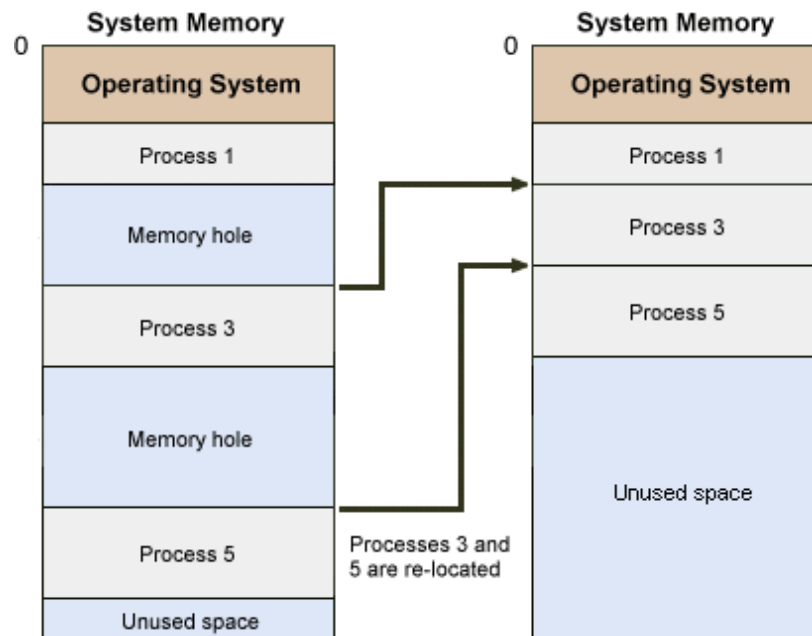 System Memory
0
Operating System
Process 1
Memory hole
Process 3
Memory hole
Process 5
Unused space
Processes 3 and
5 are re-located
System Memory
0
Operating System
Process 1
Process 3
Process 5
Unused space